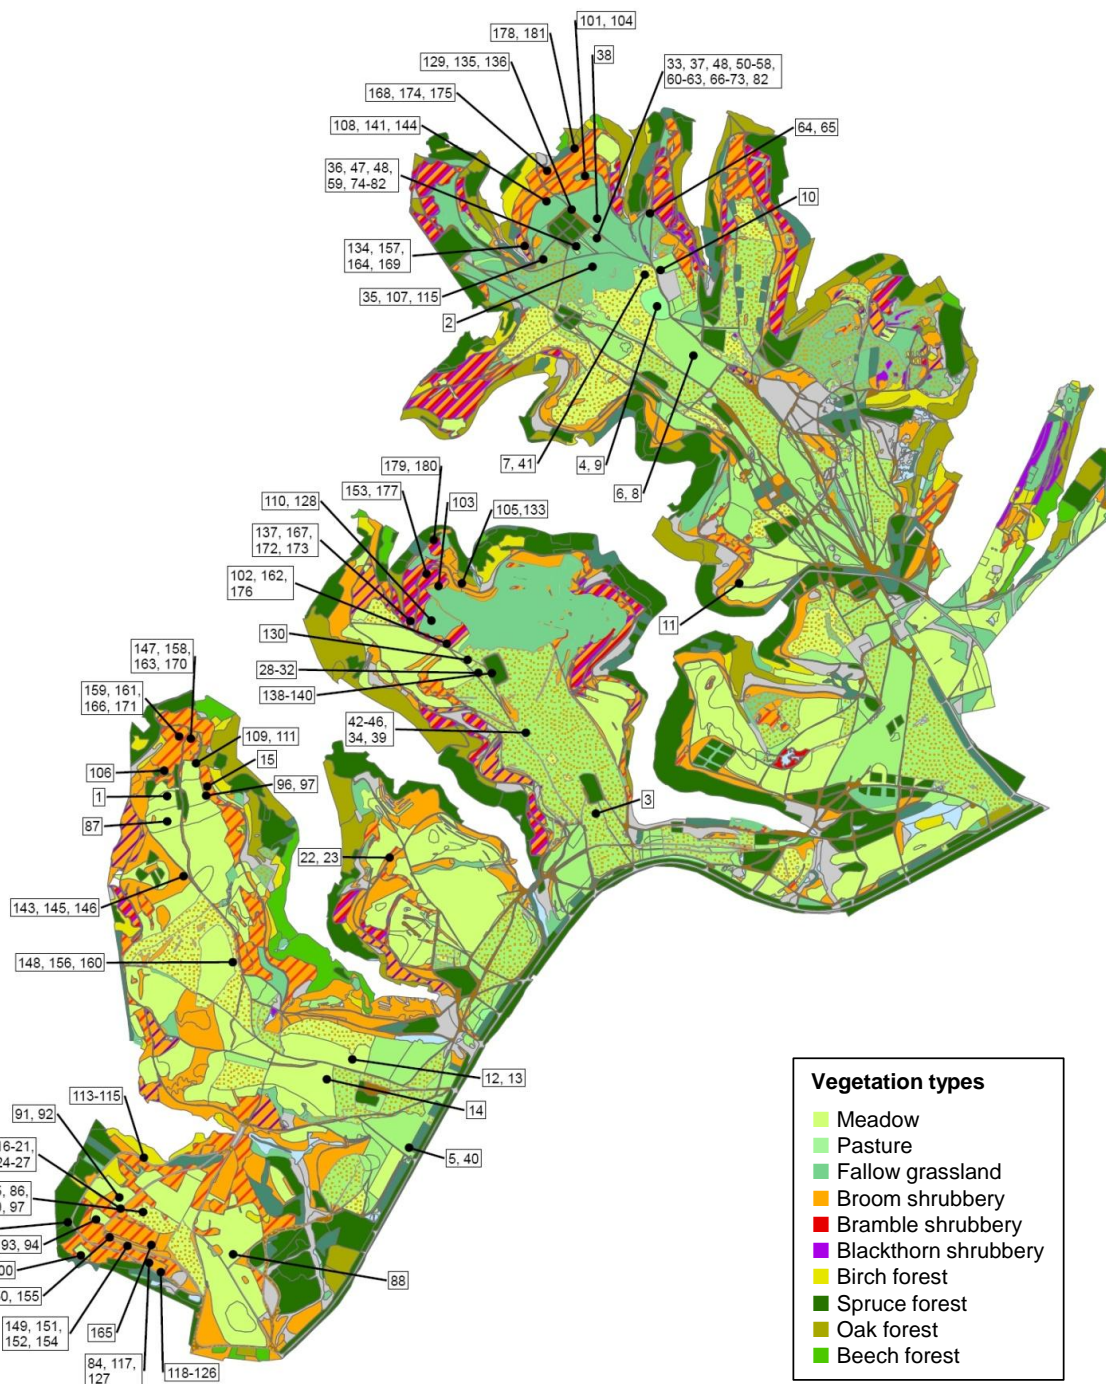 101, 104
178, 181
38
129, 135, 136
33, 37, 48, 50-58,
60-63, 66-73, 82
168, 174, 175
108, 141, 144
64, 65
36, 47, 48,
59, 74-82
10
134, 157,
164, 169
35, 107, 115
2
7, 41
4, 9
6, 8
179, 180
153, 177
103
110, 128
105,133
137, 167,
172, 173
102, 162,
176
11
130
28-32
138-140
147, 158,
163, 170
159, 161,
166, 171
109, 111
42-46,
34, 39
15
106
96, 97
1
3
87
22, 23
143, 145, 146
148, 156, 160
12, 13
14
113-115
91, 92
5, 40
16-21,
24-27
86,
97
93, 94
88
155
149, 151,
152, 154
165
84, 117,
127
118-126
Vegetation types
Meadow
Pasture
Fallow grassland
Broom shrubbery
Bramble shrubbery
Blackthorn shrubbery
Birch forest
Spruce forest
Oak forest
Beech forest